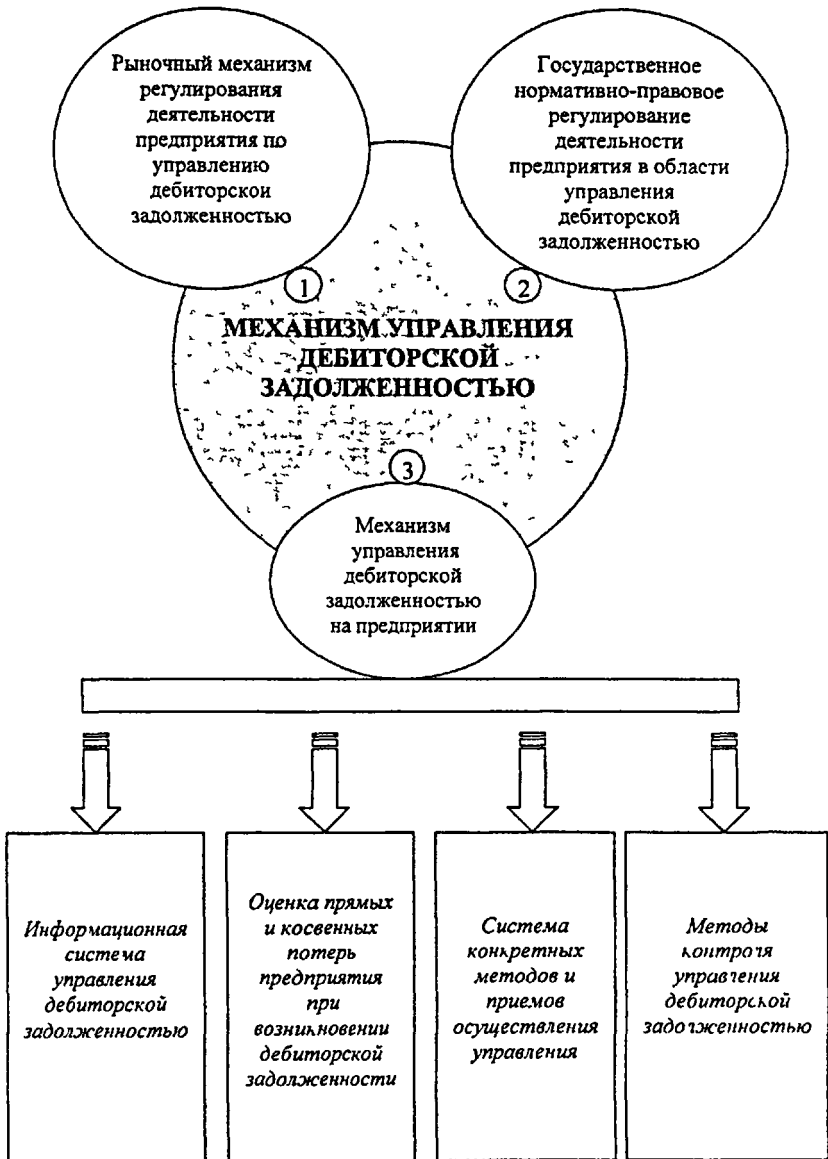 Рыночный механизм
регулирования
деятельности
предприятия по
управлению
дебиторской
задолженностью
Государственное
нормативно-правовое
регулирование
деятельности
предприятия в области
управления
дебиторской
задолженностью
1
2
МЕХАНИЗМ УПРАВЛЕНИЯ
ДЕБИТОРСКОЙ
ЗАДОЛЖЕННОСТЬЮ
3
Механизм
управления
дебиторской
задолженностью
на предприятии
Информационная
система
управления
дебиторской
задолженностью
Оценка прямых
и косвенных
потерь
предприятия
при
возникновении
дебиторской
задолженности
Система
конкретных
методов и
приемов
осуществления
управления
Методы
контроля
управления
дебиторской
задолженностью